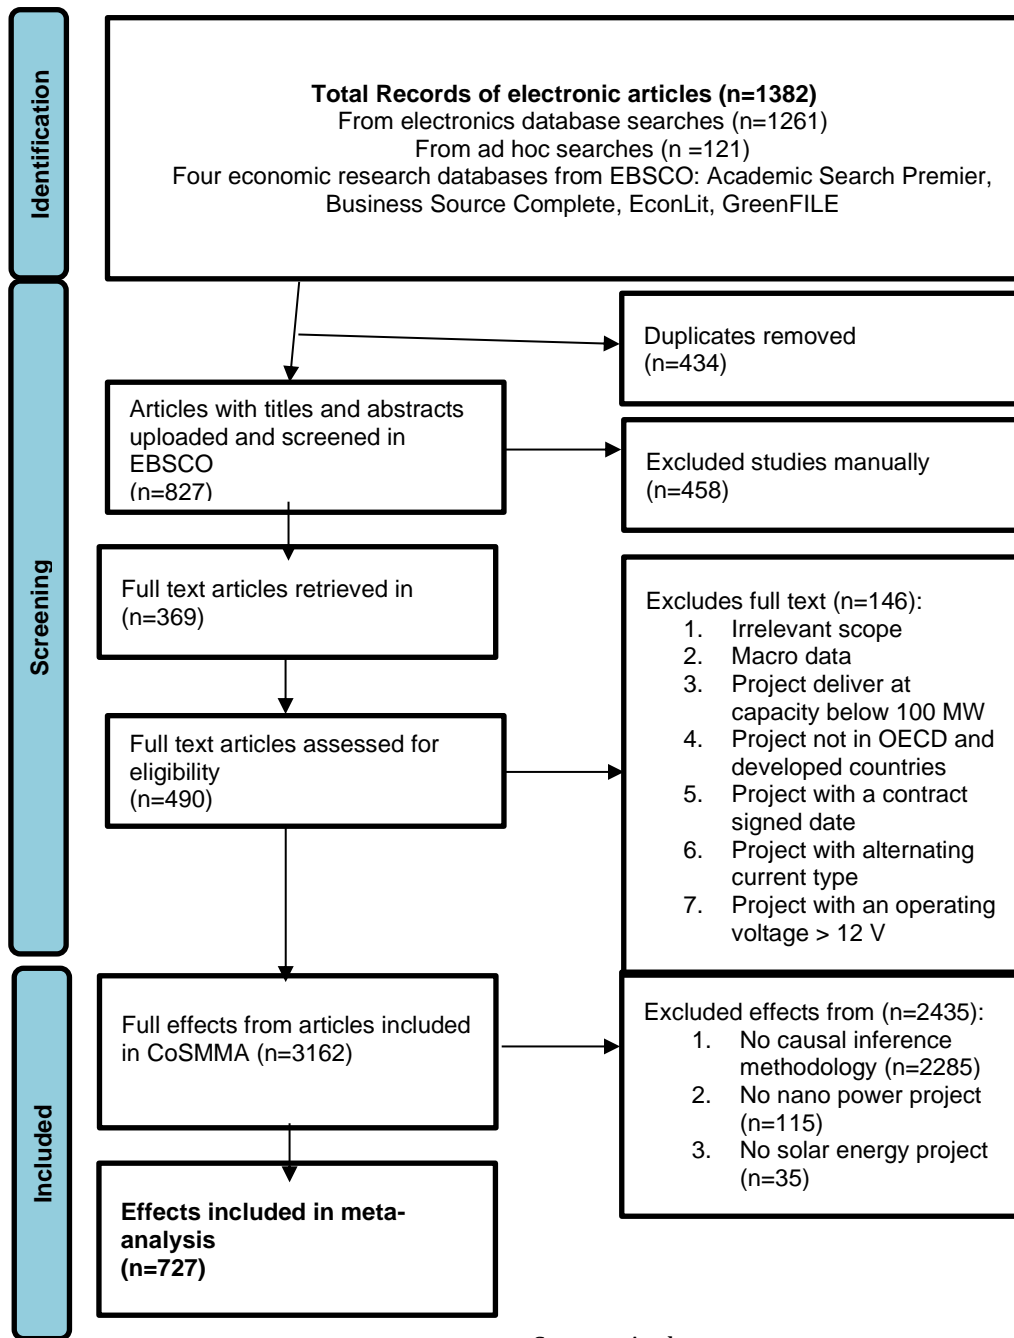 Identification
Total Records of electronic articles (n=1382)
From electronics database searches (n=1261)
From ad hoc searches (n =121)
Four economic research databases from EBSCO: Academic Search Premier,
Business Source Complete, EconLit, GreenFILE
Screening
Duplicates removed
(n=434)
Articles with titles and abstracts
uploaded and screened in
EBSCO
(n=827)
Excluded studies manually
(n=458)
Full text articles retrieved in
(n=369)
Excludes full text (n=146):
1. Irrelevant scope
2. Macro data
3. Project deliver at
capacity below 100 MW
4. Project not in OECD and
developed countries
5. Project with a contract
signed date
6. Project with alternating
current type
7. Project with an operating
voltage > 12 V
Full text articles assessed for
eligibility
(n=490)
Included
Full effects from articles included
in CoSMMA (n=3162)
Excluded effects from (n=2435):
1. No causal inference
methodology (n=2285)
2. No nano power project
(n=115)
3. No solar energy project
(n=35)
Effects included in meta-
analysis
(n=727)